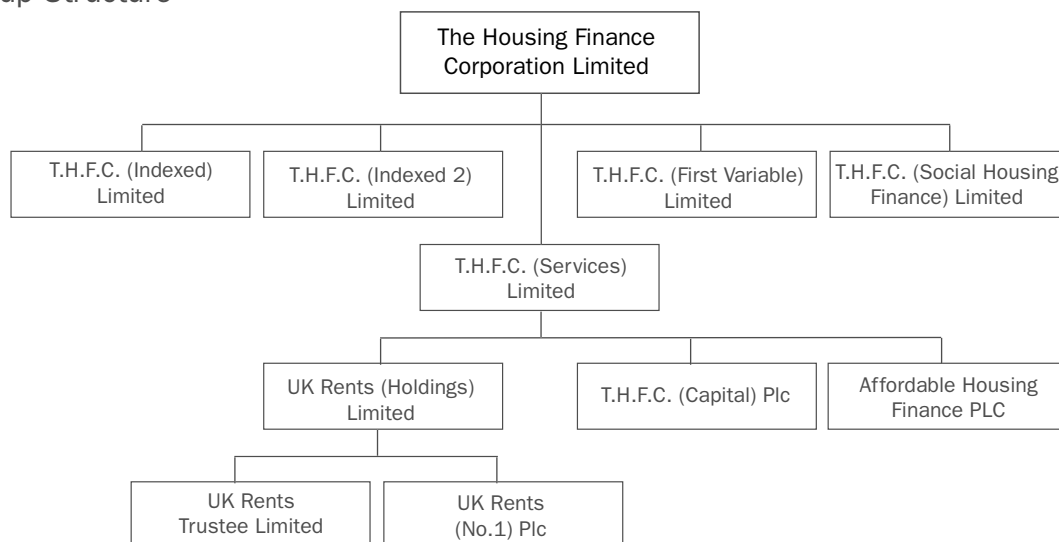 up Structure
The Housing Finance
Corporation Limited
T.H.F.C. (Indexed)
Limited
T.H.F.C. (Indexed 2)
Limited
T.H.F.C. (First Variable)
Limited
T.H.F.C. (Social Housing
Finance) Limited
T.H.F.C. (Services)
Limited
UK Rents (Holdings)
Limited
T.H.F.C. (Capital) Plc
Affordable Housing
Finance PLC
UK Rents
Trustee Limited
UK Rents
(No.1) Plc